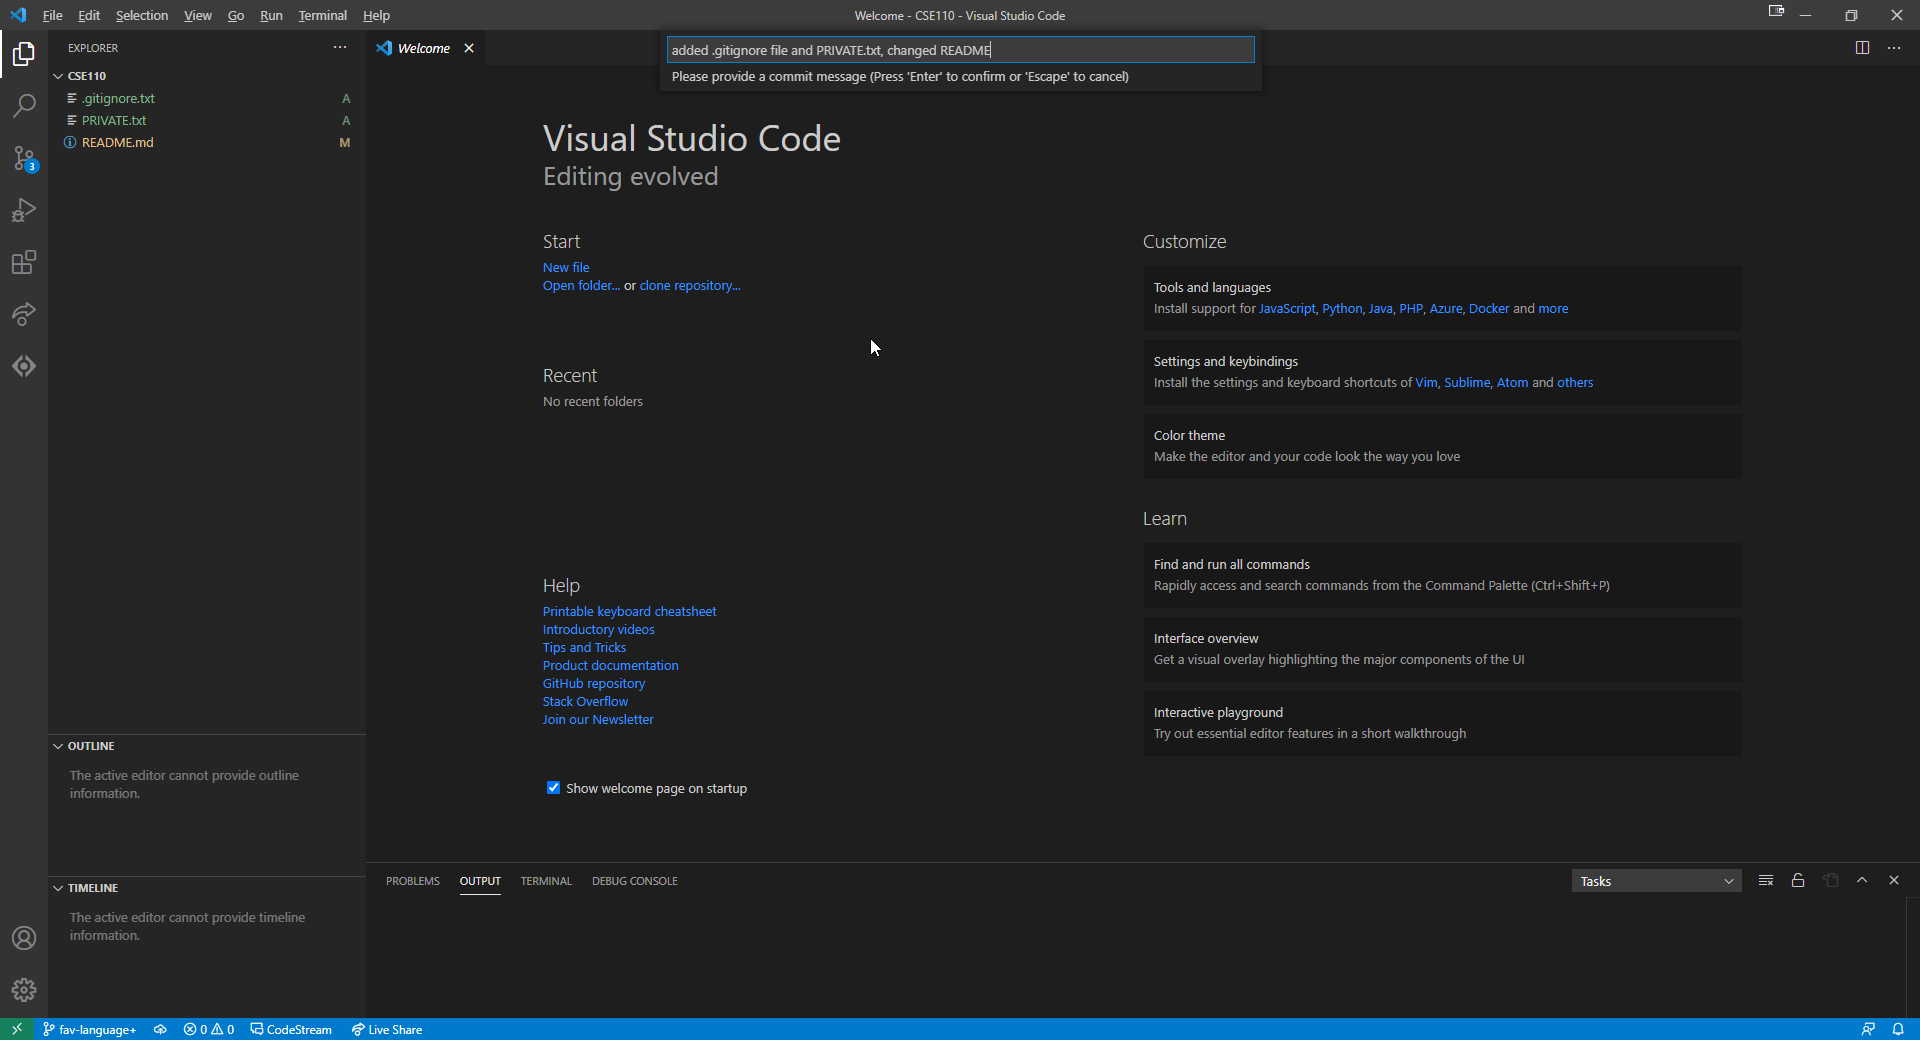 File Edit Selection View Go Run Terminal Help
Welcome - CSE110 - Visual Studio Code
EXPLORER
CSE110
.gitignore.txt A
PRIVATE.txt A
README.md M
3
Welcome
added .gitignore file and PRIVATE.txt, changed README
Please provide a commit message (Press 'Enter' to confirm or 'Escape' to cancel)
Visual Studio Code
Editing evolved
Start
New file
Open folder... or clone repository...
Recent
No recent folders
Help
Printable keyboard cheatsheet
Introductory videos
Tips and Tricks
Product documentation
GitHub repository
Stack Overflow
Join our Newsletter
Show welcome page on startup
Customize
Tools and languages
Install support for JavaScript, Python, Java, PHP, Azure, Docker and more
Settings and keybindings
Install the settings and keyboard shortcuts of Vim, Sublime, Atom and others
Color theme
Make the editor and your code look the way you love
Learn
Find and run all commands
Rapidly access and search commands from the Command Palette (Ctrl+Shift+P)
Interface overview
Get a visual overlay highlighting the major components of the UI
Interactive playground
Try out essential editor features in a short walkthrough
OUTLINE
The active editor cannot provide outline
information.
TIMELINE
The active editor cannot provide timeline
information.
PROBLEMS OUTPUT TERMINAL DEBUG CONSOLE
Tasks
fav-language+ 0 0 CodeStream Live Share